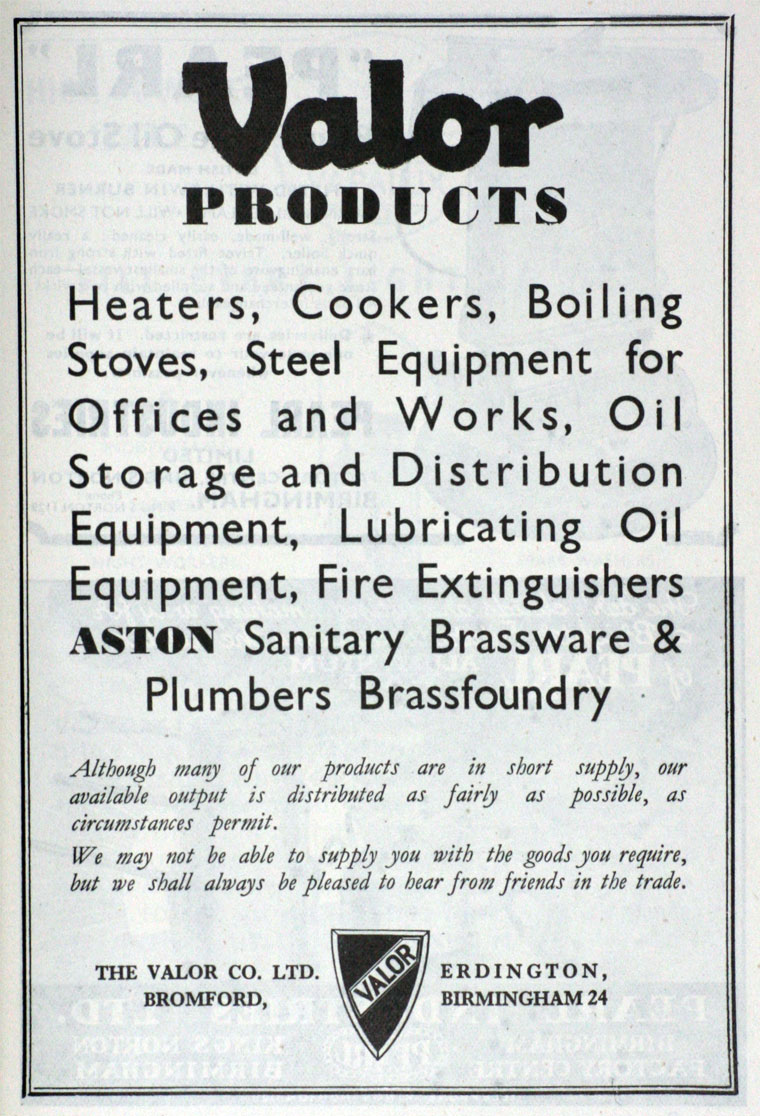 Valor
PRODUCTS
Heaters, Cookers, Boiling
Stoves, Steel Equipment for
Offices and Works, Oil
Storage and Distribution
Equipment, Lubricating Oil
Equipment, Fire Extinguishers
ASTON Sanitary Brassware &
Plumbers Brassfoundry
Although many of our products are in short supply, our
available output is distributed as fairly as possible, as
circumstances permit.
We may not be able to supply you with the goods you require,
but we shall always be pleased to hear from friends in the trade.
THE VALOR CO. LTD.
BROMFORD,
VALOR
ERDINGTON,
BIRMINGHAM 24